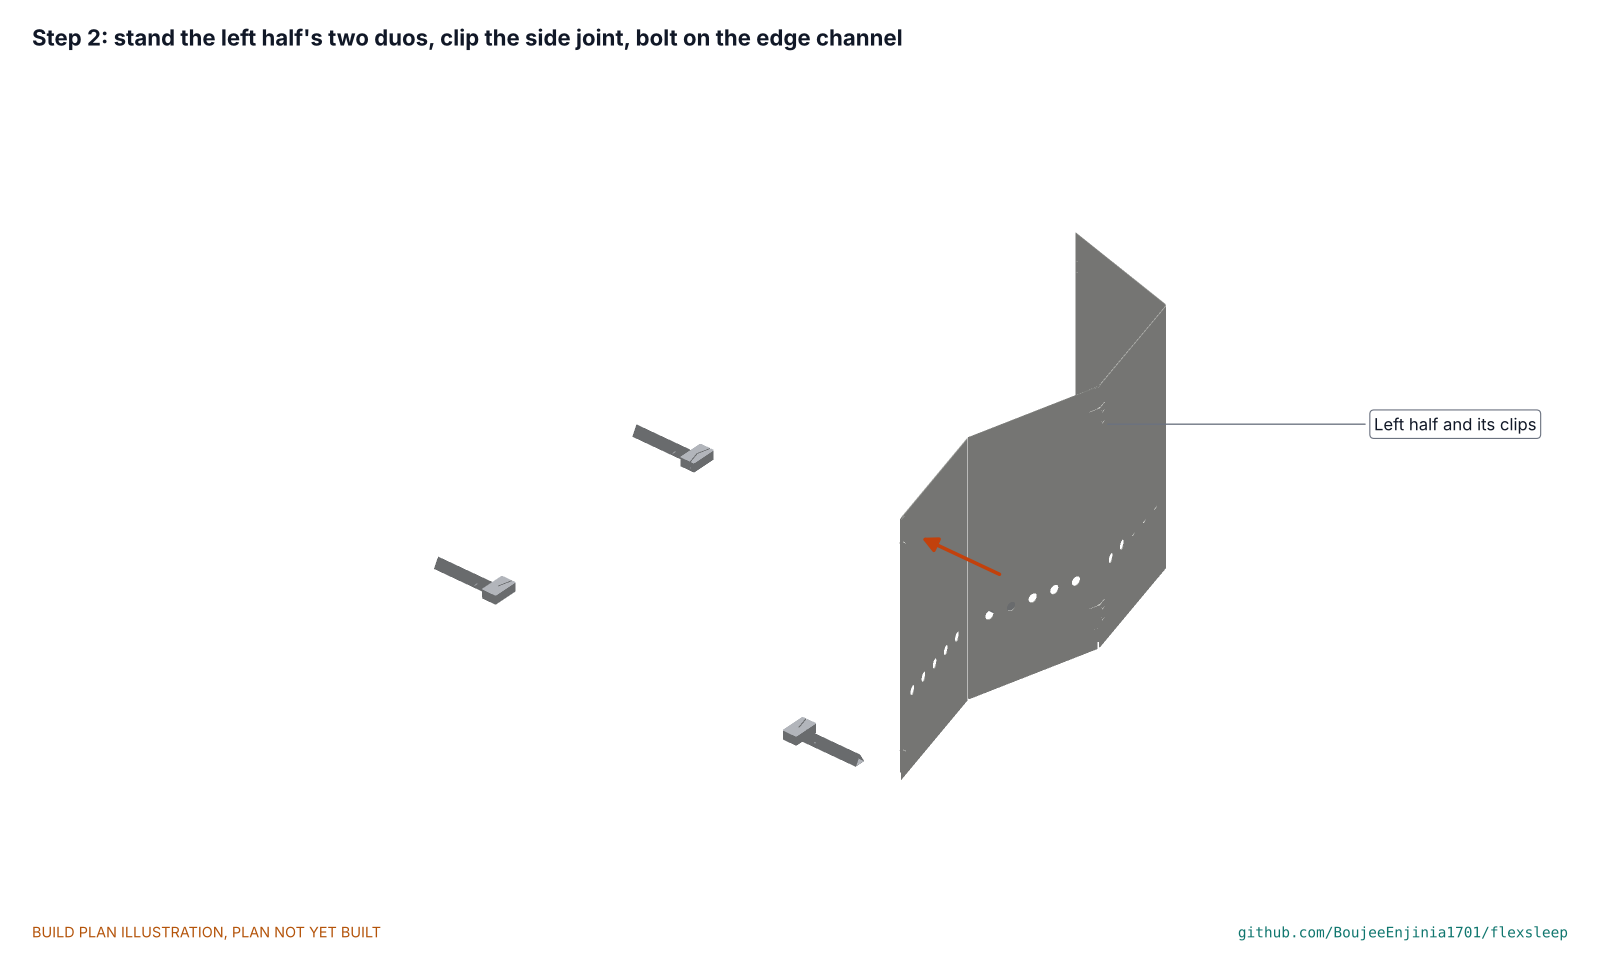 Step 2: stand the left half's two duos, clip the side joint, bolt on the edge channel
Left half and its clips
BUILD PLAN ILLUSTRATION, PLAN NOT YET BUILT
github.com/BoujeeEnjinia1701/flexsleep